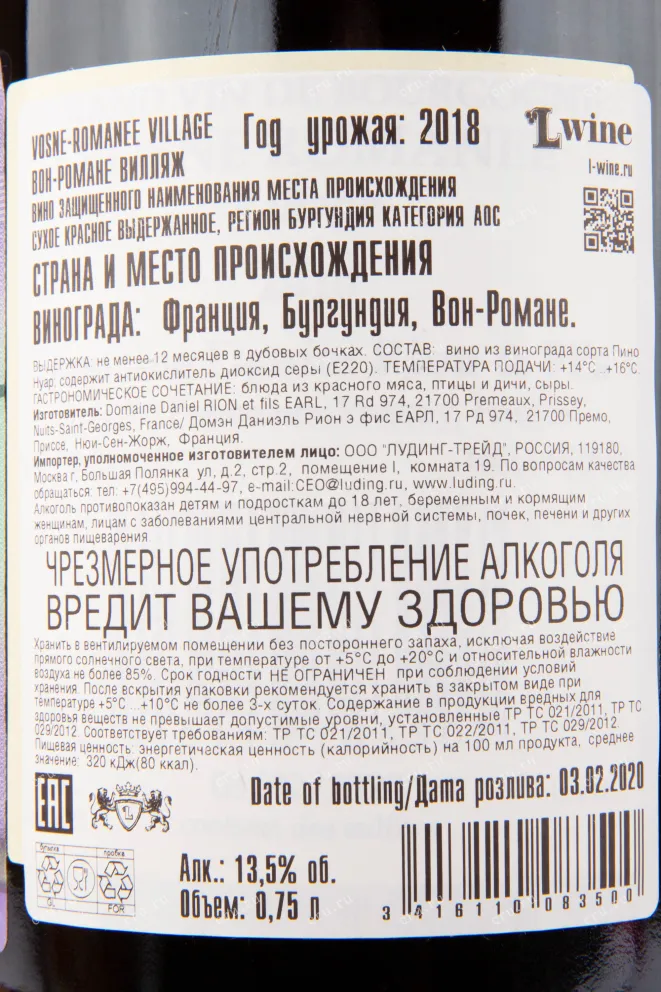 VOSNE-ROMANEE VILLAGE
Год урожая: 2018
Lwine
l-wine.ru
ВОН-РОМАНЕ ВИЛЛЯЖ
ВИНО ЗАЩИЩЕННОГО НАИМЕНОВАНИЯ МЕСТА ПРОИСХОЖДЕНИЯ
СУХОЕ КРАСНОЕ ВЫДЕРЖАННОЕ, РЕГИОН БУРГУНДИЯ КАТЕГОРИЯ АОС
СТРАНА И МЕСТО ПРОИСХОЖДЕНИЯ
ВИНОГРАДА: Франция, Бургундия, Вон-Романе.
ВЫДЕРЖКА: не менее 12 месяцев в дубовых бочках. СОСТАВ: вино из винограда сорта Пино
Нуар, содержит антиокислитель диоксид серы (Е220). ТЕМПЕРАТУРА ПОДАЧИ: +14°С ..+16°С.
ГАСТРОНОМИЧЕСКОЕ СОЧЕТАНИЕ: блюда из красного мяса, птицы и дичи, сыры.
Изготовитель: Domaine Daniel RION et fils EARL, 17 Rd 974, 21700 Premeaux, Prissey,
Nuits-Saint-Georges, France/ Домэн Даниэль Рион э фис ЕАРЛ, 17 Рд 974, 21700 Премо,
Приссе, Нюи-Сен-Жорж, Франция.
Импортер, уполномоченное изготовителем лицо: ООО "ЛУДИНГ-ТРЕЙД", РОССИЯ, 119180,
Москва г, Большая Полянка ул, д.2, стр.2, помещение I, комната 19. По вопросам качества
обращаться: тел. +7(495)994-44-97, e-mail:CEO@luding.ru, www.luding.ru.
Алкоголь противопоказан детям и подросткам до 18 лет, беременным и кормящим
женщинам, лицам с заболеваниями центральной нервной системы, почек, печени и других
органов пищеварения.
ЧРЕЗМЕРНОЕ УПОТРЕБЛЕНИЕ АЛКОГОЛЯ
ВРЕДИТ ВАШЕМУ ЗДОРОВЬЮ
Хранить в вентилируемом помещении без постороннего запаха, исключая воздействие
прямого солнечного света, при температуре от +5°С до +20°С и относительной влажности
воздуха не более 85%. Срок годности НЕ ОГРАНИЧЕН при соблюдении условий
хранения. После вскрытия упаковки рекомендуется хранить в закрытом виде при
температуре +5°С ...+10°С не более 3-х суток. Содержание в продукции вредных для
здоровья веществ не превышает допустимые уровни, установленные ТР ТС 021/2011, ТР ТС
029/2012. Соответствует требованиям: ТР ТС 021/2011, ТР ТС 022/2011, ТР ТС 029/2012.
Пищевая ценность: энергетическая ценность (калорийность) на 100 мл продукта, среднее
значение: 320 кДж(80 ккал).
EAC
L
Date of bottling/Дата розлива: 03.02.2020
бутылка
пробка
GL
FOR
Алк.: 13,5% об.
Объем: 0,75 л
3 416110 083500